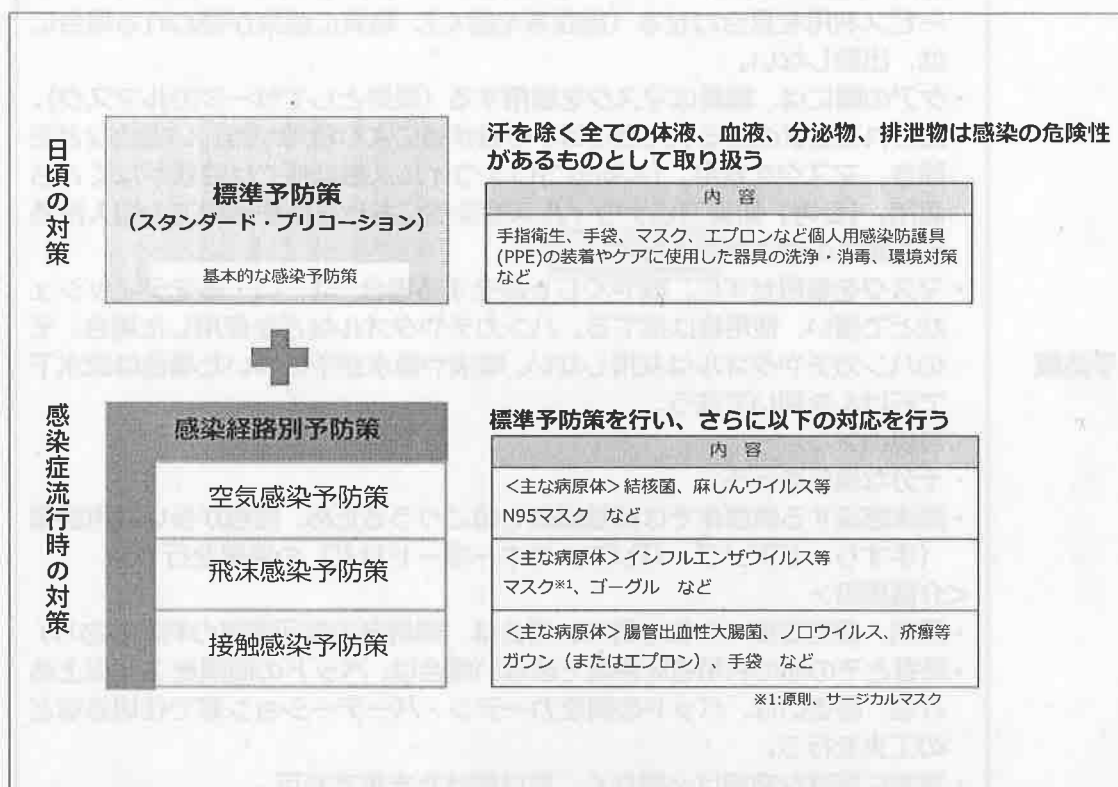 日頃の対策
標準予防策
(スタンダード・プリコーション)
基本的な感染予防策
汗を除く全ての体液、血液、分泌物、排泄物は感染の危険性
があるものとして取り扱う
内 容
手指衛生、手袋、マスク、エプロンなど個人用感染防護具
(PPE)の装着やケアに使用した器具の洗浄・消毒、環境対策
など
感染症流行時の対策
感染経路別予防策
空気感染予防策
飛沫感染予防策
接触感染予防策
標準予防策を行い、さらに以下の対応を行う
内 容
<主な病原体> 結核菌、麻しんウイルス等
N95マスク など
<主な病原体> インフルエンザウイルス等
マスク※1、ゴーグル など
<主な病原体> 腸管出血性大腸菌、ノロウイルス、疥癬等
ガウン（またはエプロン）、手袋 など
※1:原則、サージカルマスク